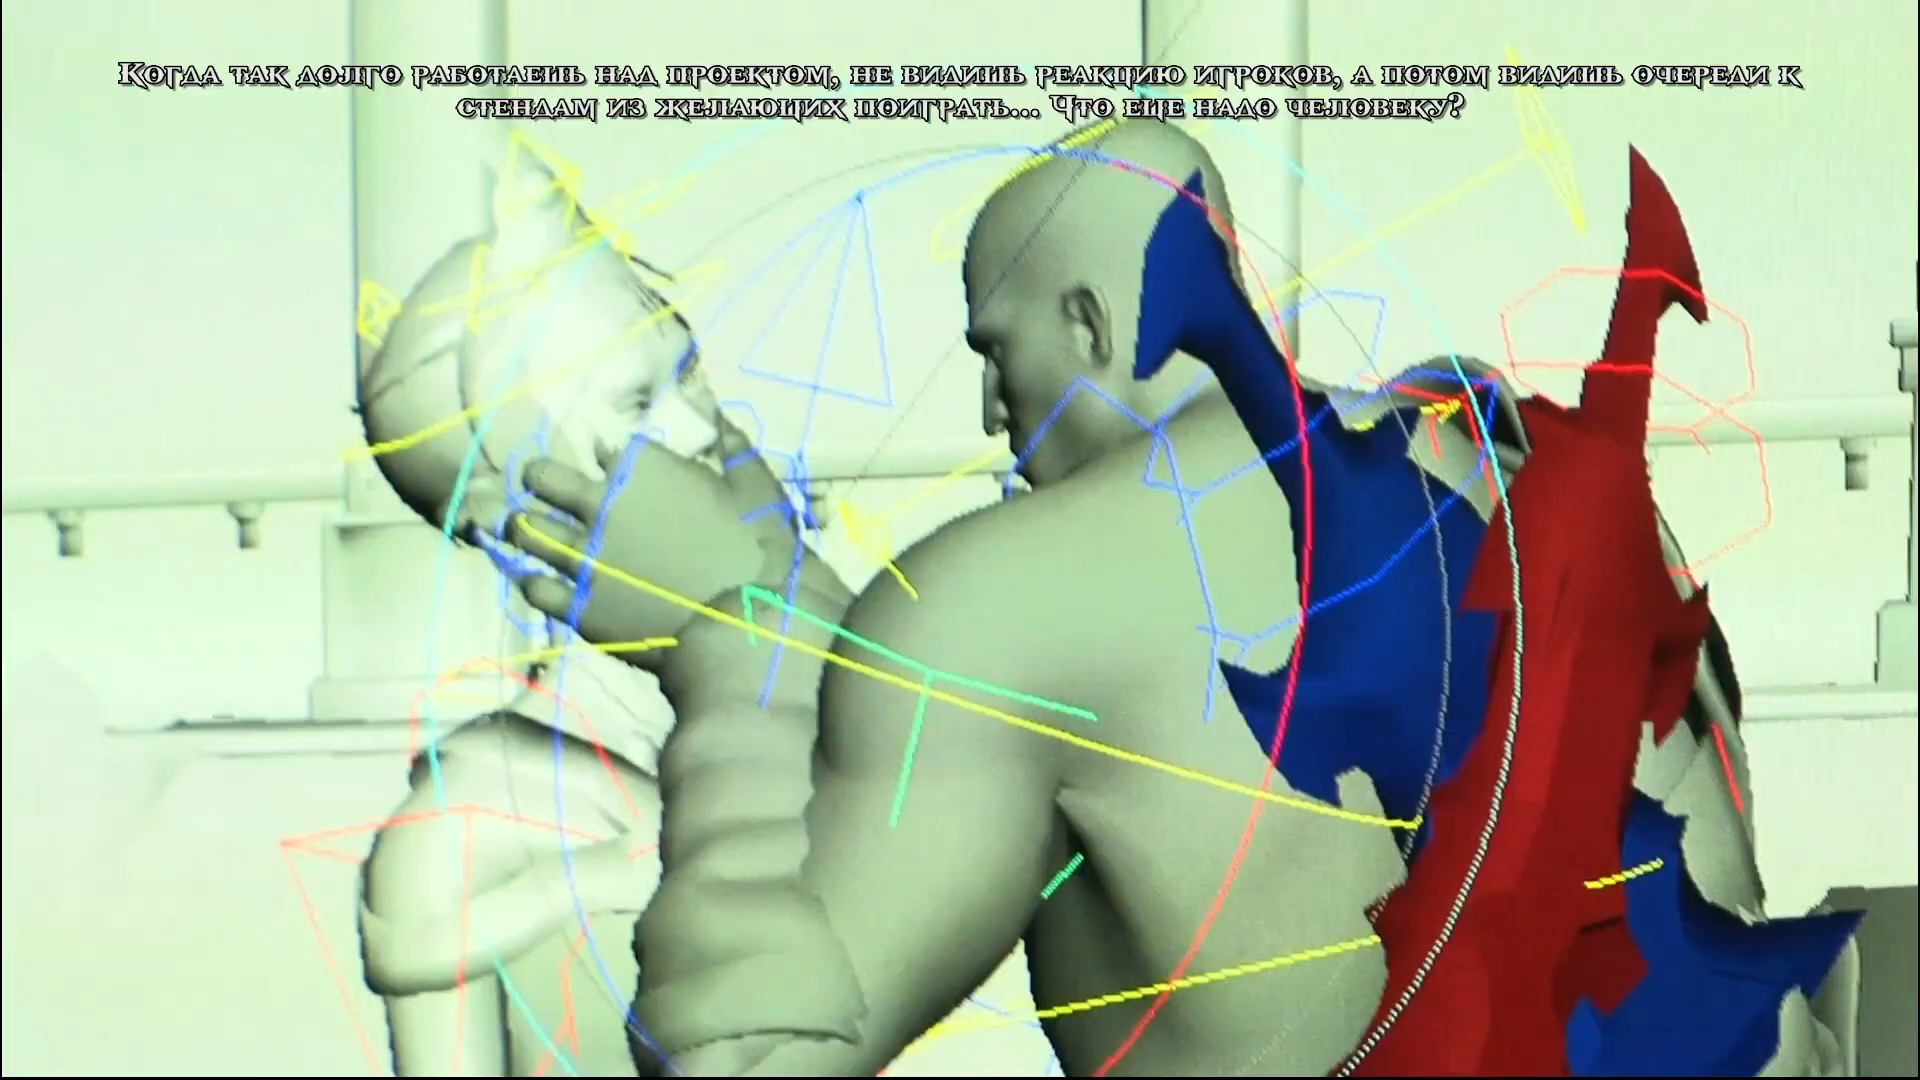 Когда так долго работаешь над проектом, не видишь реакцию игроков, а потом видишь очереди к
стендам из желающих поиграть... Что еще надо человеку?